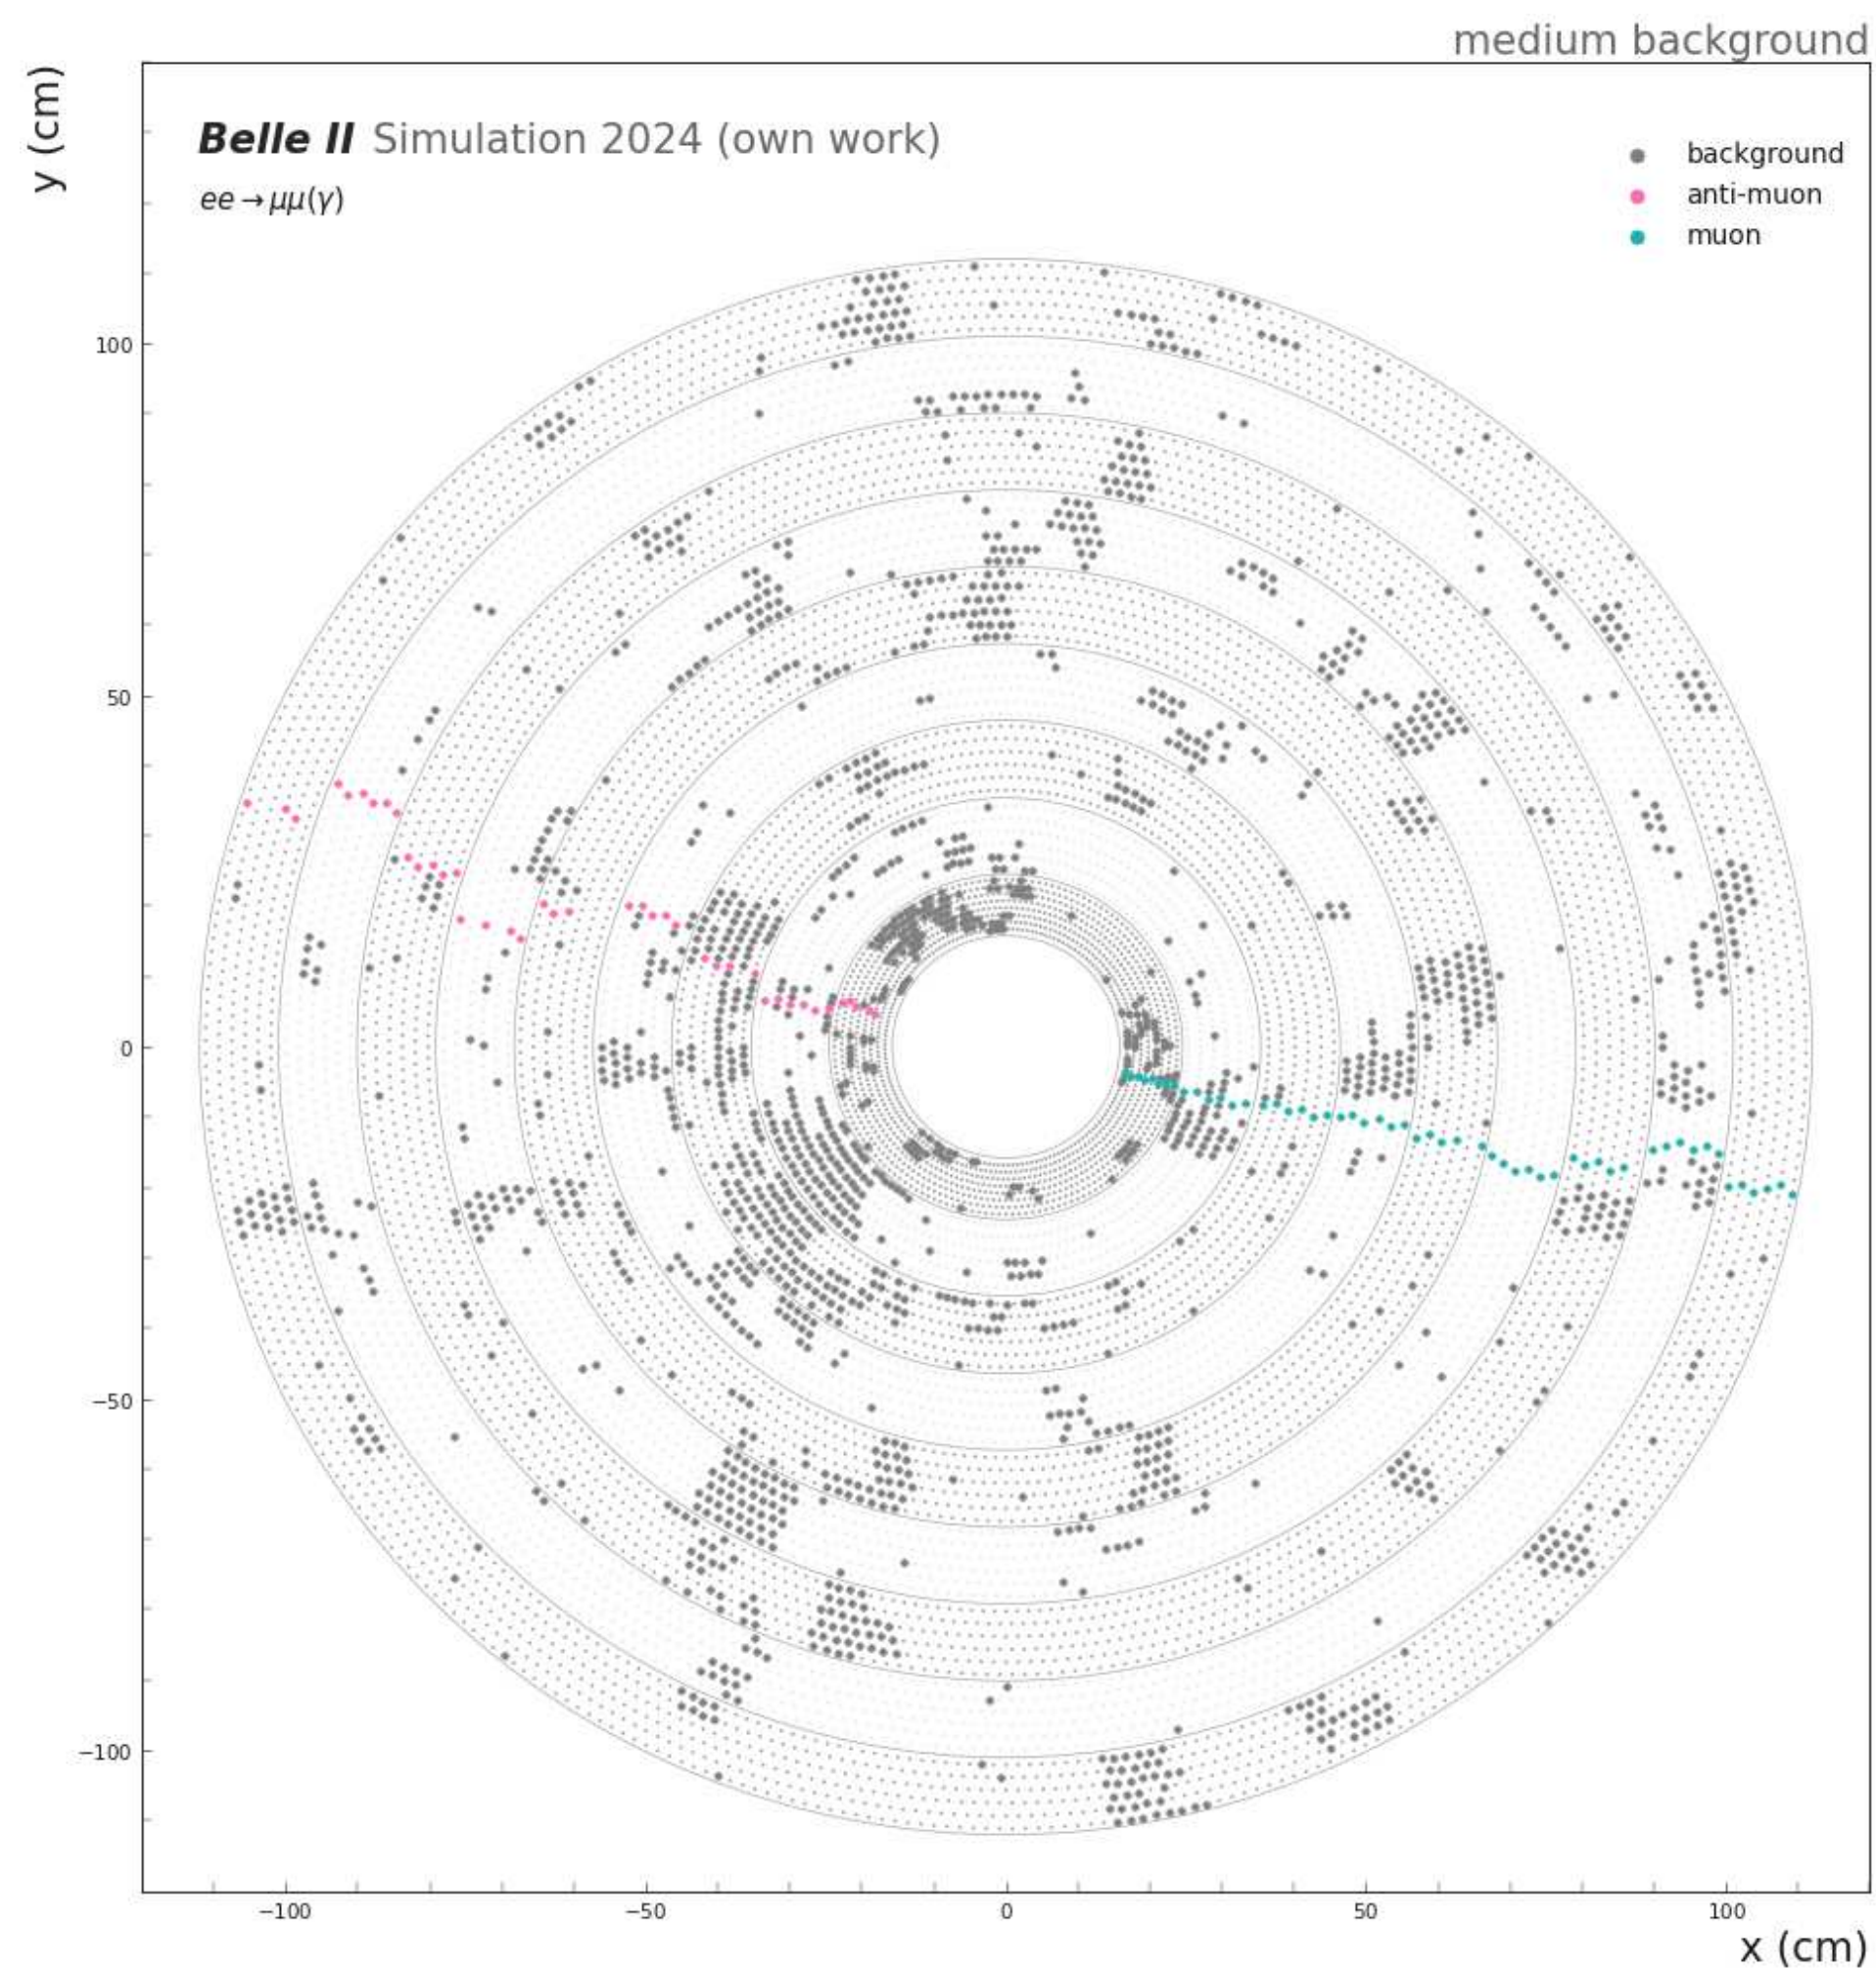 medium background
y (cm)
Belle II Simulation 2024 (own work)
ee→μμ(γ)
background
anti-muon
muon
100
50
0
−50
−100
−100
−50
0
50
100
x (cm)